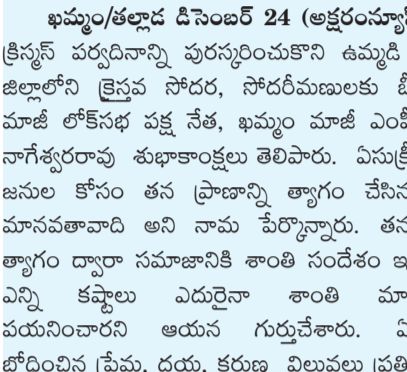 ఖమ్మం/తల్లాడ డిసెంబర్ 24 (అక్షరంన్యూస్
క్రిస్మస్ పర్వదినాన్ని పురస్కరించుకొని ఉమ్మడి
జిల్లాలోని క్రైస్తవ సోదర, సోదరీమణులకు
మాజీ లోక్‌సభ పక్ష నేత, ఖమ్మం మాజీ ఎంపీ
నాగేశ్వరరావు శుభాకాంక్షలు తెలిపారు. ఏసుక్రీ
జనుల కోసం తన ప్రాణాన్ని త్యాగం చేసిన
మానవతావాది అని నామ పేర్కొన్నారు. తన
త్యాగం ద్వారా సమాజానికి శాంతి సందేశం ఇ
ఎన్ని కష్టాలు ఎదురైనా శాంతి మా
పయనించారని ఆయన గుర్తుచేశారు. ఏ
బోధించిన ప్రేమ, దయ, కరుణ విలువలు ప్రతి